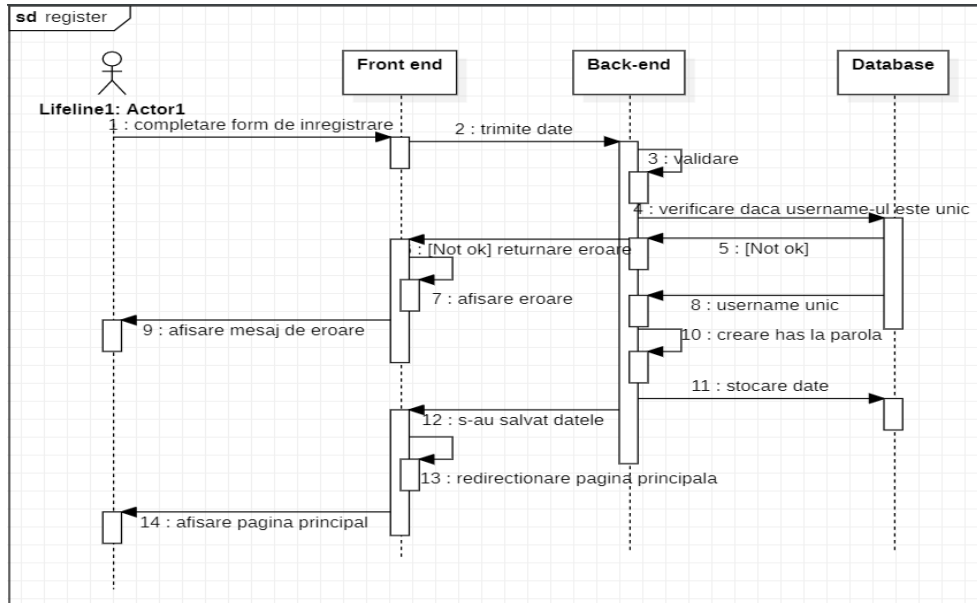 sd register
Front end
Back-end
Database
Lifeline1: Actor1
1 : completare form de inregistrare
2 : trimite date
3 : validare
4 : verificare daca username-ul este unic
5 : [Not ok]
: [Not ok] returnare eroare
7 : afisare eroare
8 : username unic
9 : afisare mesaj de eroare
10 : creare has la parola
11 : stocare date
12 : s-au salvat datele
13 : redirectionare pagina principala
14 : afisare pagina principal